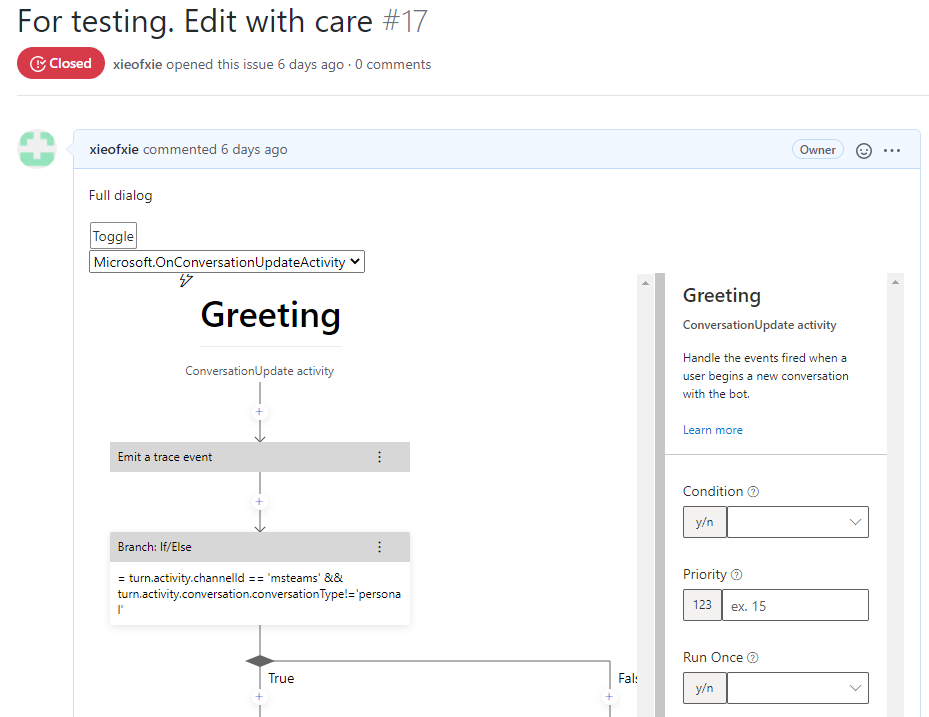 For testing. Edit with care #17
Closed
xieofxie opened this issue 6 days ago · 0 comments
xieofxie commented 6 days ago
Owner
Full dialog
Toggle
Microsoft.OnConversationUpdateActivity
Greeting
ConversationUpdate activity
Emit a trace event
Branch: If/Else
= turn.activity.channelId == 'msteams' &&
turn.activity.conversation.conversationType!='persona
l'
True
Fals
Greeting
ConversationUpdate activity
Handle the events fired when a
user begins a new conversation
with the bot.
Learn more
Condition
y/n
Priority
123
ex. 15
Run Once
y/n